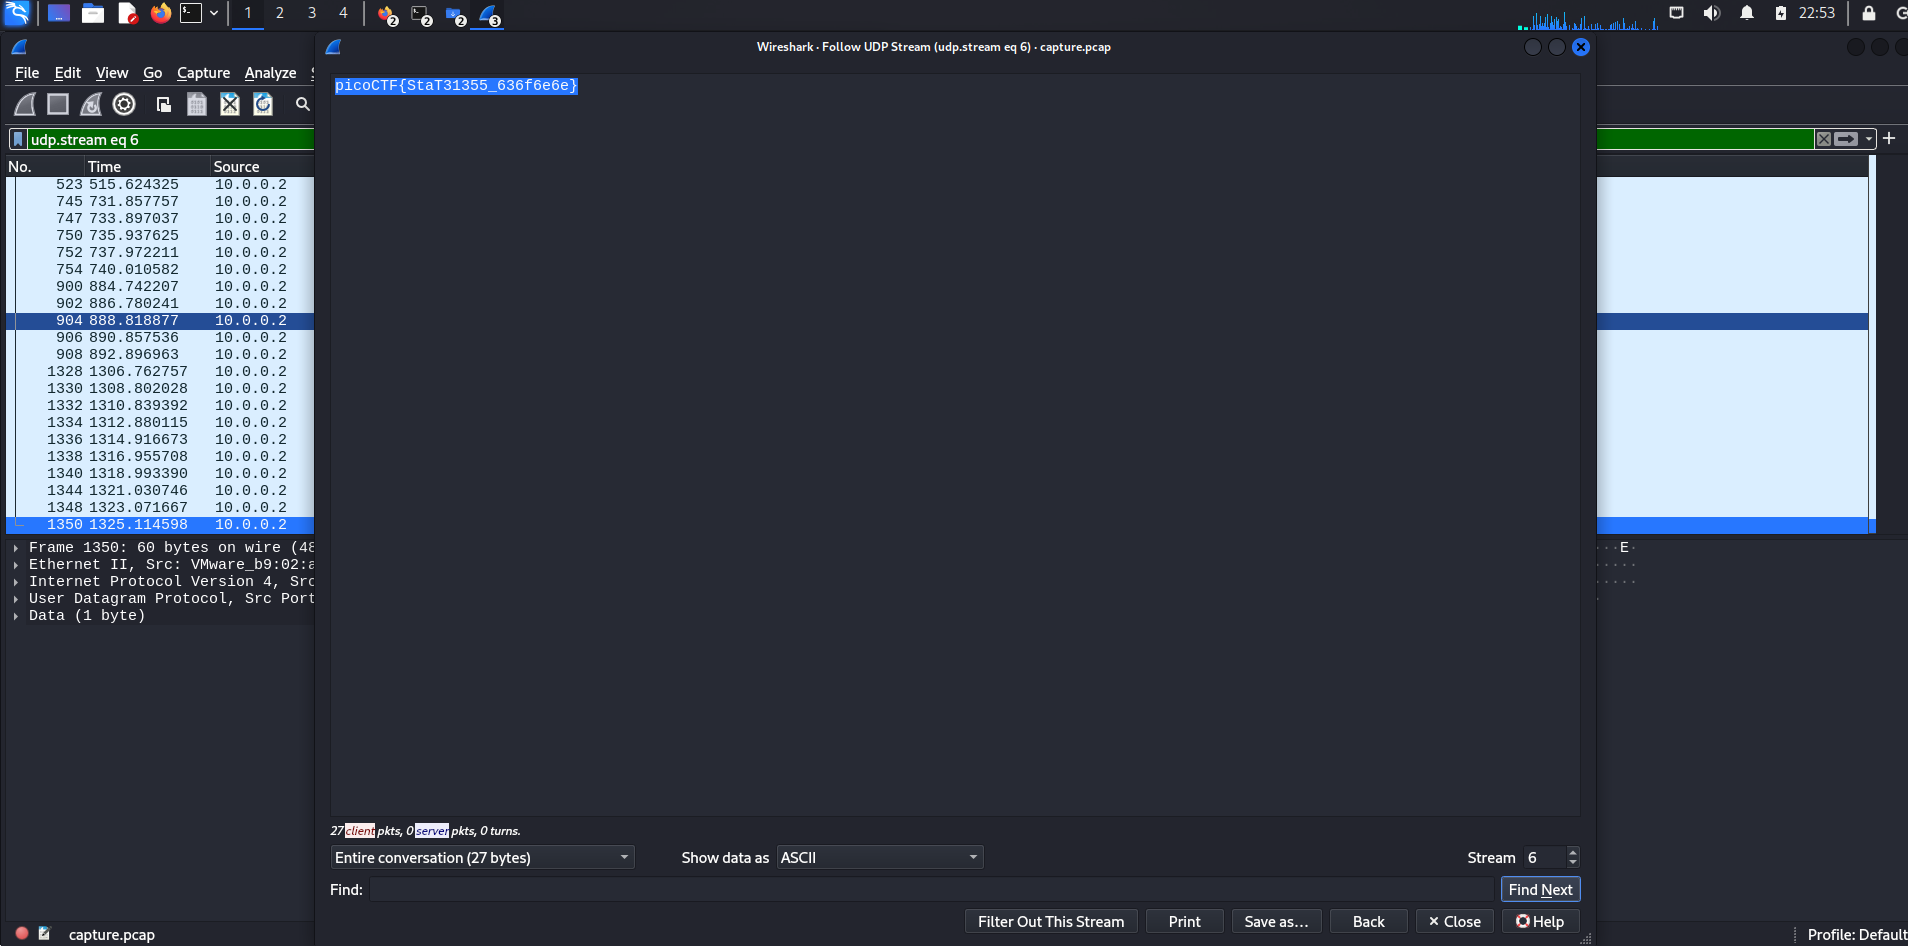 1 2 3 4 2 2 2 3 22:53
Wireshark · Follow UDP Stream (udp.stream eq 6) · capture.pcap
File Edit View Go Capture Analyze
picoCTF{StaT31355_636f6e6e}
udp.stream eq 6
No. Time Source
523 515.624325 10.0.0.2
745 731.857757 10.0.0.2
747 733.897037 10.0.0.2
750 735.937625 10.0.0.2
752 737.972211 10.0.0.2
754 740.010582 10.0.0.2
900 884.742207 10.0.0.2
902 886.780241 10.0.0.2
904 888.818877 10.0.0.2
906 890.857536 10.0.0.2
908 892.896963 10.0.0.2
1328 1306.762757 10.0.0.2
1330 1308.802028 10.0.0.2
1332 1310.839392 10.0.0.2
1334 1312.880115 10.0.0.2
1336 1314.916673 10.0.0.2
1338 1316.955708 10.0.0.2
1340 1318.993390 10.0.0.2
1344 1321.030746 10.0.0.2
1348 1323.071667 10.0.0.2
1350 1325.114598 10.0.0.2
Frame 1350: 60 bytes on wire (48
Ethernet II, Src: VMware_b9:02:a
Internet Protocol Version 4, Src
User Datagram Protocol, Src Port
Data (1 byte)
···E·
·····
·····
27 client pkts, 0 server pkts, 0 turns.
Entire conversation (27 bytes) Show data as ASCII Stream 6
Find: Find Next
Filter Out This Stream Print Save as… Back × Close Help
capture.pcap Profile: Default